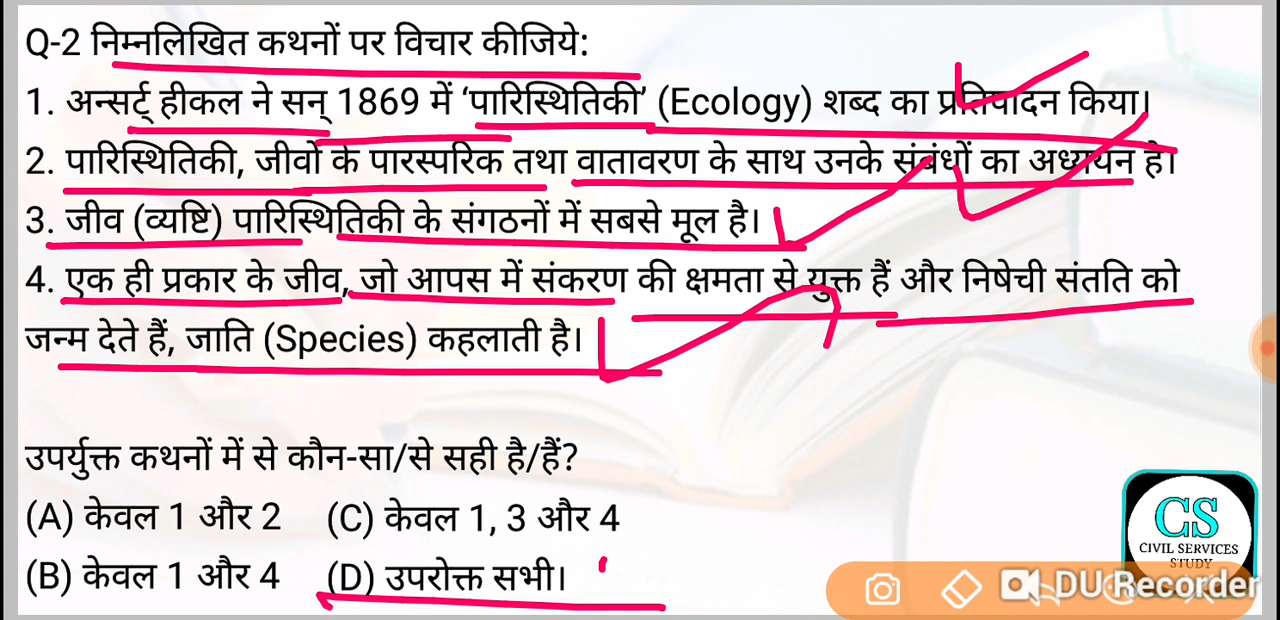 Q-2 निम्नलिखित कथनों पर विचार कीजिये:
1. अन्सर्ट् हीकल ने सन् 1869 में ‘पारिस्थितिकी’ (Ecology) शब्द का प्रतिपादन किया।
2. पारिस्थितिकी, जीवों के पारस्परिक तथा वातावरण के साथ उनके संबंधों का अध्ययन है।
3. जीव (व्यष्टि) पारिस्थितिकी के संगठनों में सबसे मूल है।
4. एक ही प्रकार के जीव, जो आपस में संकरण की क्षमता से युक्त हैं और निषेची संतति को
जन्म देते हैं, जाति (Species) कहलाती है।
उपर्युक्त कथनों में से कौन-सा/से सही है/हैं?
(A) केवल 1 और 2 (C) केवल 1, 3 और 4
(B) केवल 1 और 4 (D) उपरोक्त सभी।
CS
CIVIL SERVICES
STUDY
DU Recorder